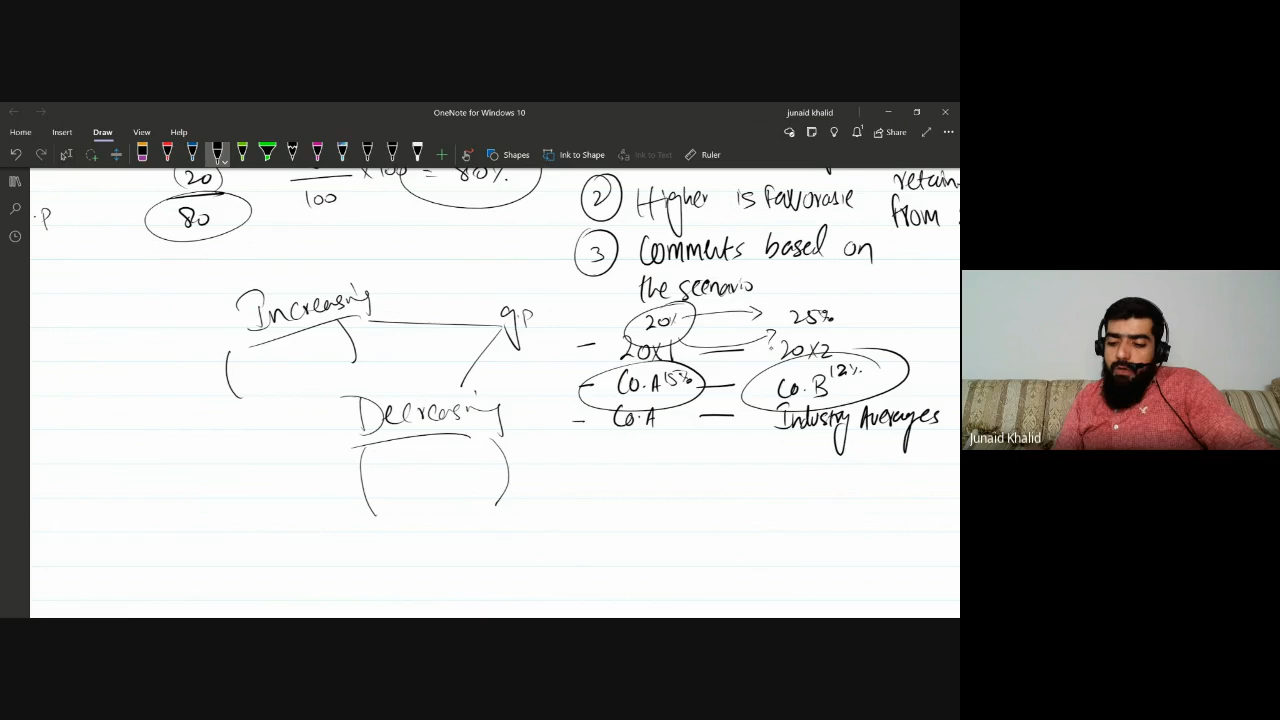 OneNote for Windows 10
junaid khalid
Home Insert Draw View Help
Share
Shapes
Ink to Shape
Ink to Text
Ruler
20
100
×100 = 80%
80
.P
Increasing
g.p
Decreasing
2 Higher is favorasie
retain
from
3 Comments based on
the scenario
20% 25%
- 20X1 — ? 20X2
- Co.A 15% — Co.B 12%
- Co.A — Industry Averages
Junaid Khalid